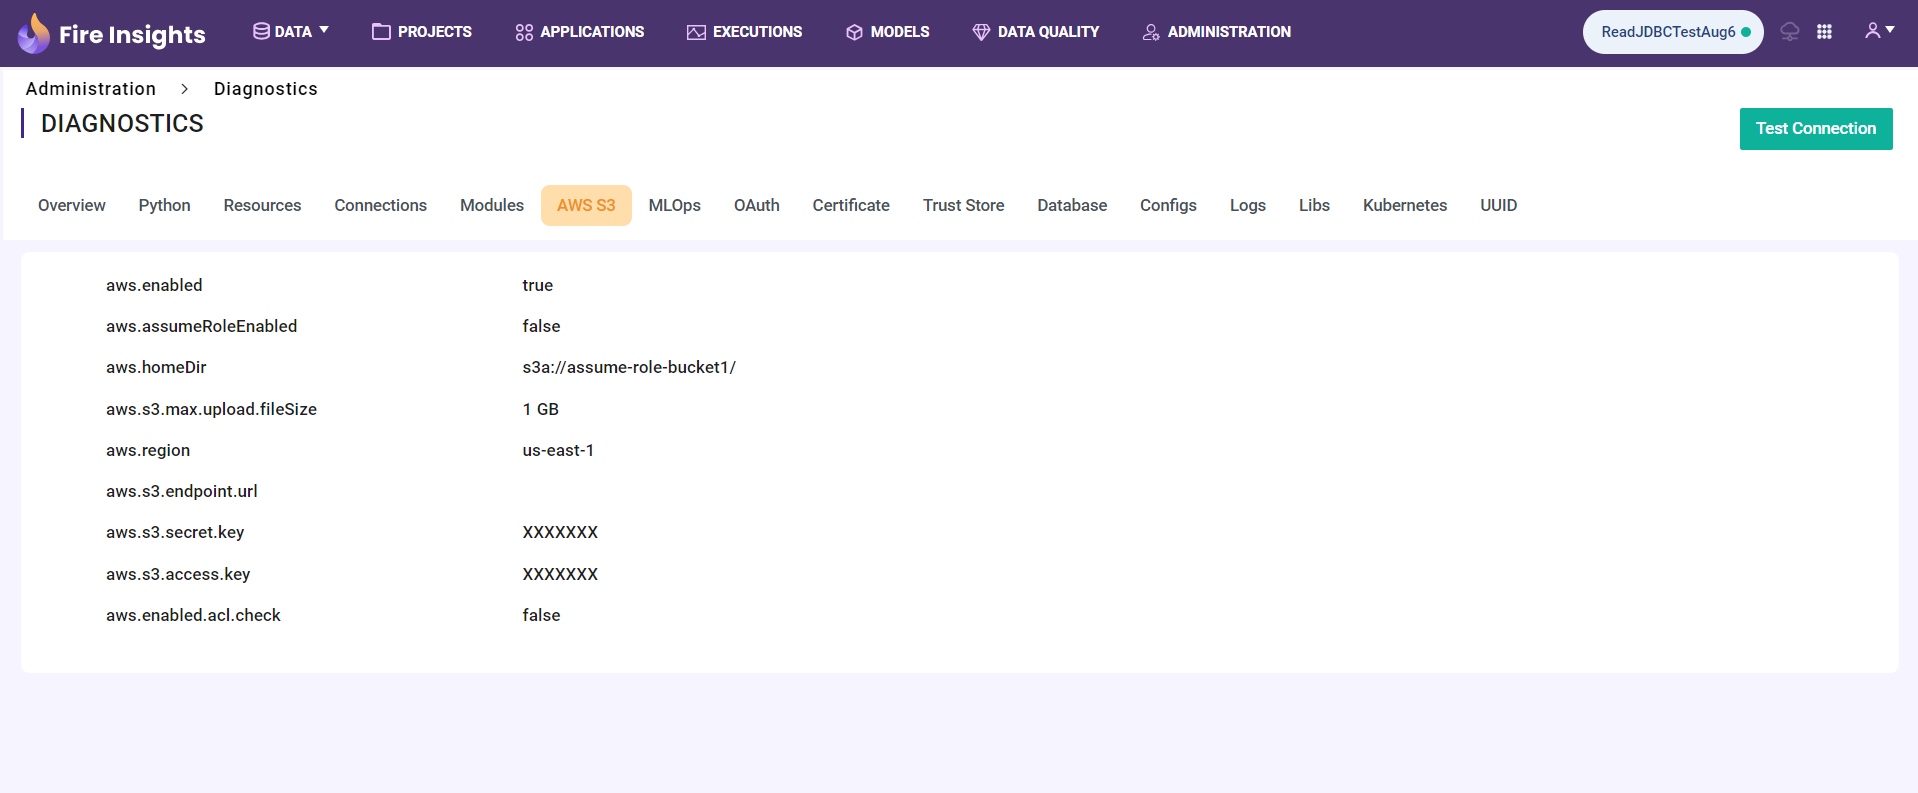 Fire Insights DATA PROJECTS APPLICATIONS EXECUTIONS MODELS DATA QUALITY ADMINISTRATION ReadJDBCTestAug6
Administration > Diagnostics
DIAGNOSTICS
Test Connection
Overview Python Resources Connections Modules AWS S3 MLOps OAuth Certificate Trust Store Database Configs Logs Libs Kubernetes UUID
aws.enabled true
aws.assumeRoleEnabled false
aws.homeDir s3a://assume-role-bucket1/
aws.s3.max.upload.fileSize 1 GB
aws.region us-east-1
aws.s3.endpoint.url
aws.s3.secret.key XXXXXXX
aws.s3.access.key XXXXXXX
aws.enabled.acl.check false